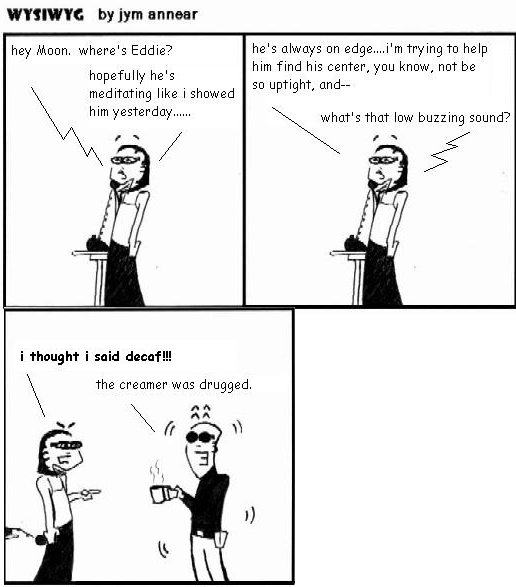 WYSIWYG by jym annear
hey Moon. where's Eddie?
hopefully he's
meditating like i showed
him yesterday......
he's always on edge....i'm trying to help
him find his center, you know, not be
so uptight, and--
what's that low buzzing sound?
i thought i said decaf!!!
the creamer was drugged.